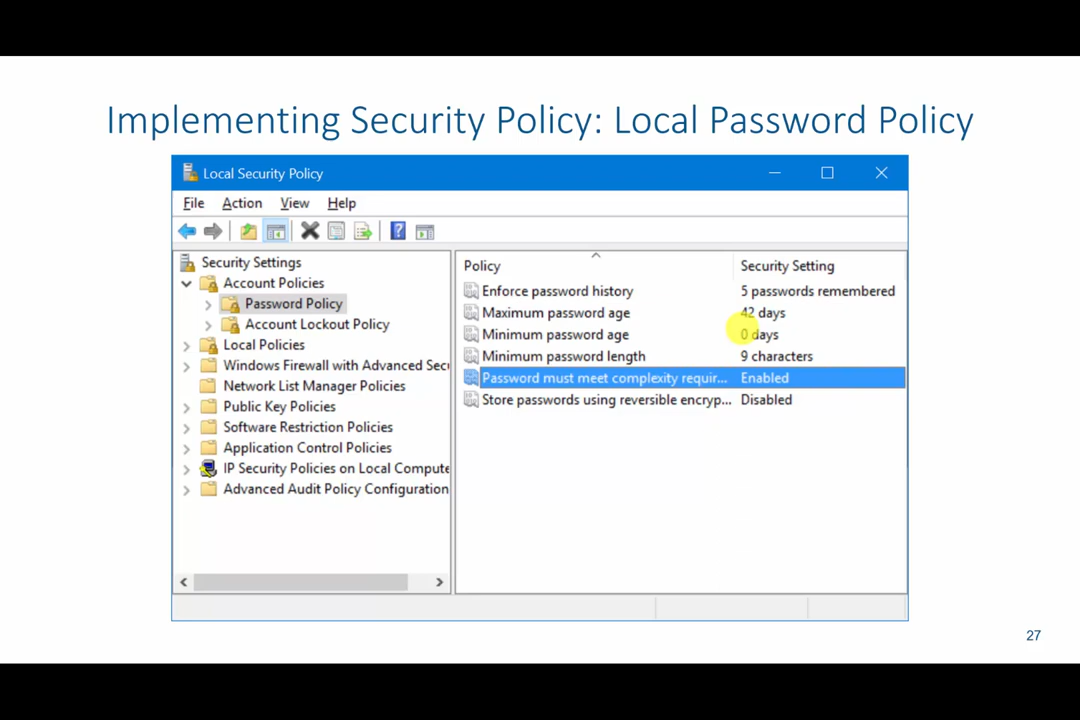 Implementing Security Policy: Local Password Policy
Local Security Policy
File Action View Help
Security Settings
Account Policies
Password Policy
Account Lockout Policy
Local Policies
Windows Firewall with Advanced Secu
Network List Manager Policies
Public Key Policies
Software Restriction Policies
Application Control Policies
IP Security Policies on Local Compute
Advanced Audit Policy Configuration
Policy Security Setting
Enforce password history 5 passwords remembered
Maximum password age 42 days
Minimum password age 0 days
Minimum password length 9 characters
Password must meet complexity requir... Enabled
Store passwords using reversible encryp... Disabled
27